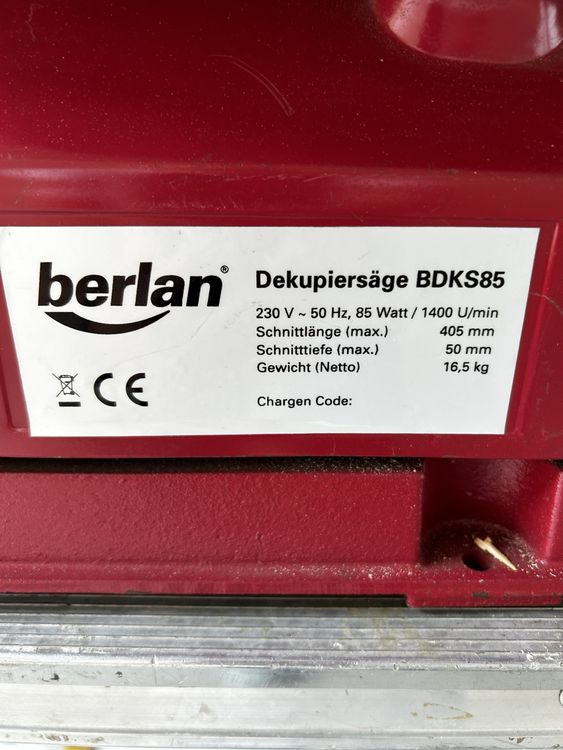 berlan®
Dekupiersäge BDKS85
230 V ~ 50 Hz, 85 Watt / 1400 U/min
Schnittlänge (max.) 405 mm
Schnitttiefe (max.) 50 mm
Gewicht (Netto) 16,5 kg
CE
Chargen Code: